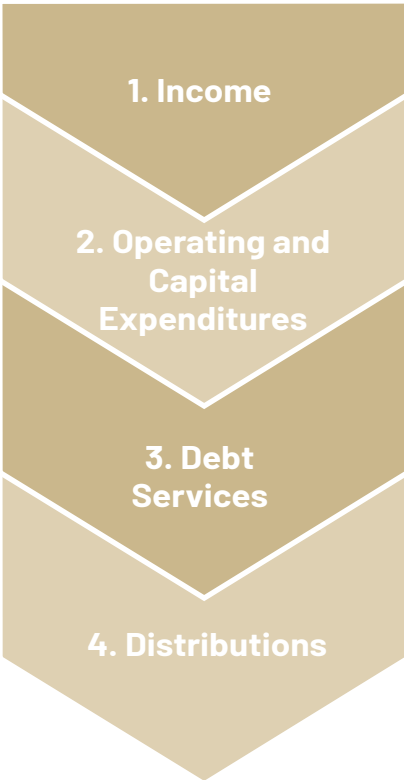 1. Income
2. Operating and
Capital
Expenditures
3. Debt
Services
4. Distributions